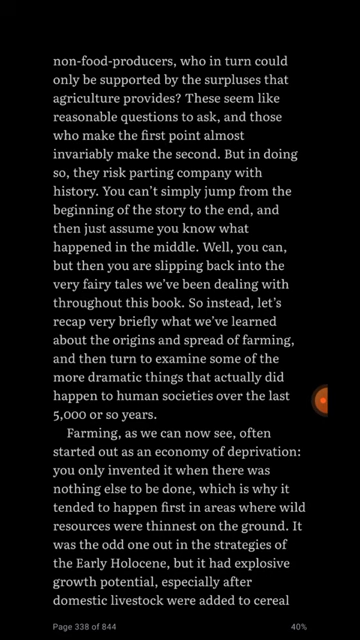 non-food-producers, who in turn could
only be supported by the surpluses that
agriculture provides? These seem like
reasonable questions to ask, and those
who make the first point almost
invariably make the second. But in doing
so, they risk parting company with
history. You can’t simply jump from the
beginning of the story to the end, and
then just assume you know what
happened in the middle. Well, you can,
but then you are slipping back into the
very fairy tales we’ve been dealing with
throughout this book. So instead, let’s
recap very briefly what we’ve learned
about the origins and spread of farming,
and then turn to examine some of the
more dramatic things that actually did
happen to human societies over the last
5,000 or so years.
Farming, as we can now see, often
started out as an economy of deprivation:
you only invented it when there was
nothing else to be done, which is why it
tended to happen first in areas where wild
resources were thinnest on the ground. It
was the odd one out in the strategies of
the Early Holocene, but it had explosive
growth potential, especially after
domestic livestock were added to cereal
Page 338 of 844 40%